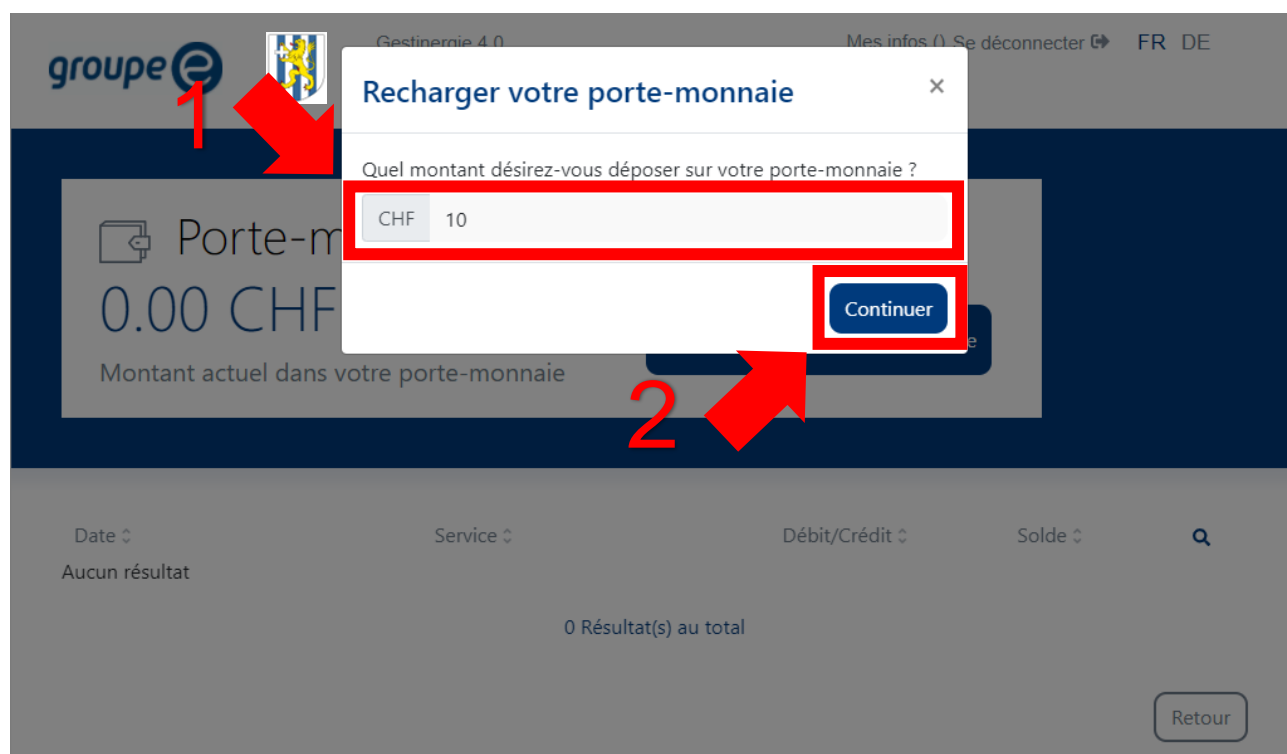 groupe e
Gestinergie 4.0
Mes infos () Se déconnecter
FR DE
1
Recharger votre porte-monnaie
×
Quel montant désirez-vous déposer sur votre porte-monnaie ?
CHF 10
Continuer
2
Porte-m
0.00 CHF
Montant actuel dans votre porte-monnaie
e
Date Service Débit/Crédit Solde
Aucun résultat
0 Résultat(s) au total
Retour